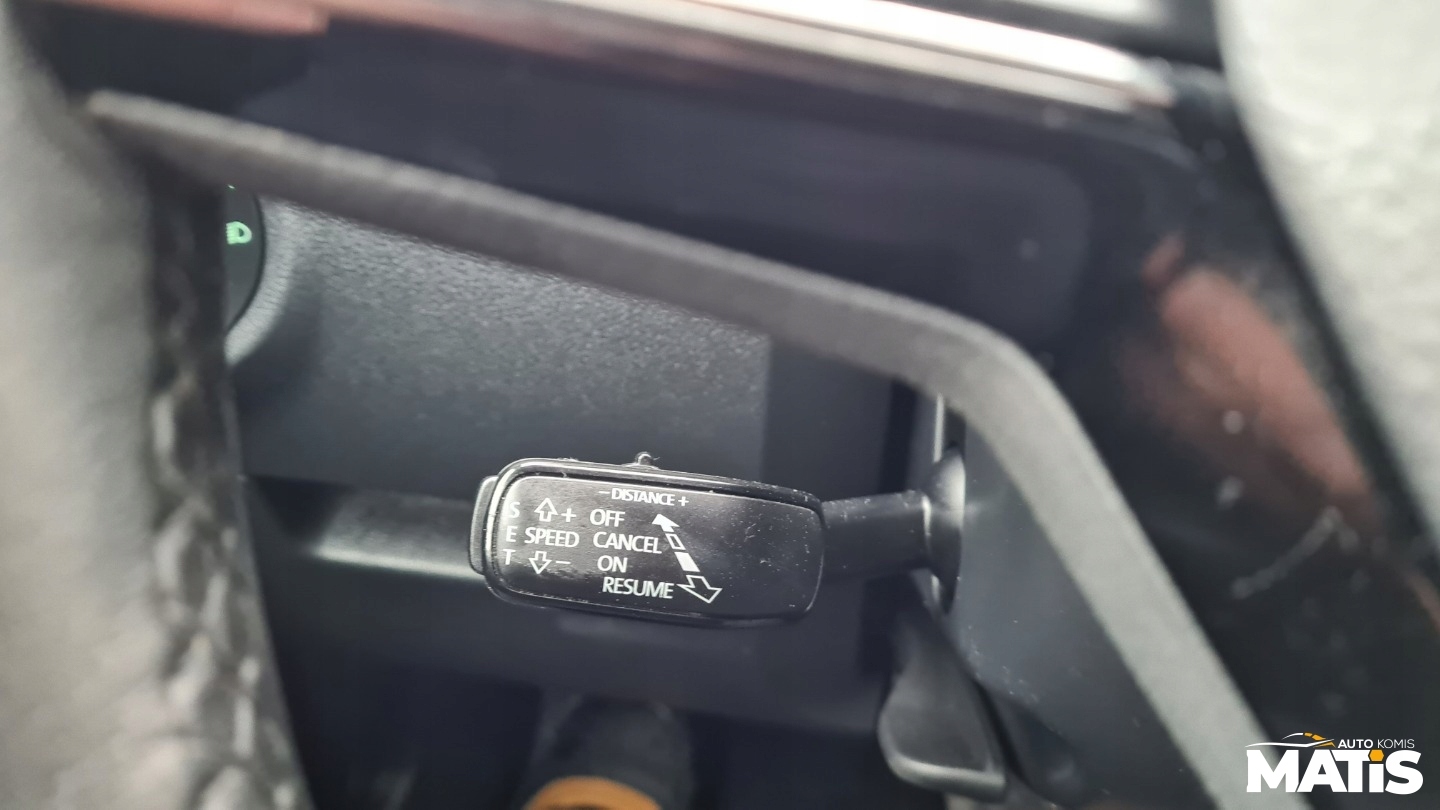 − DISTANCE +
S + OFF
E SPEED CANCEL
T − ON
RESUME
AUTO KOMIS
MATIS